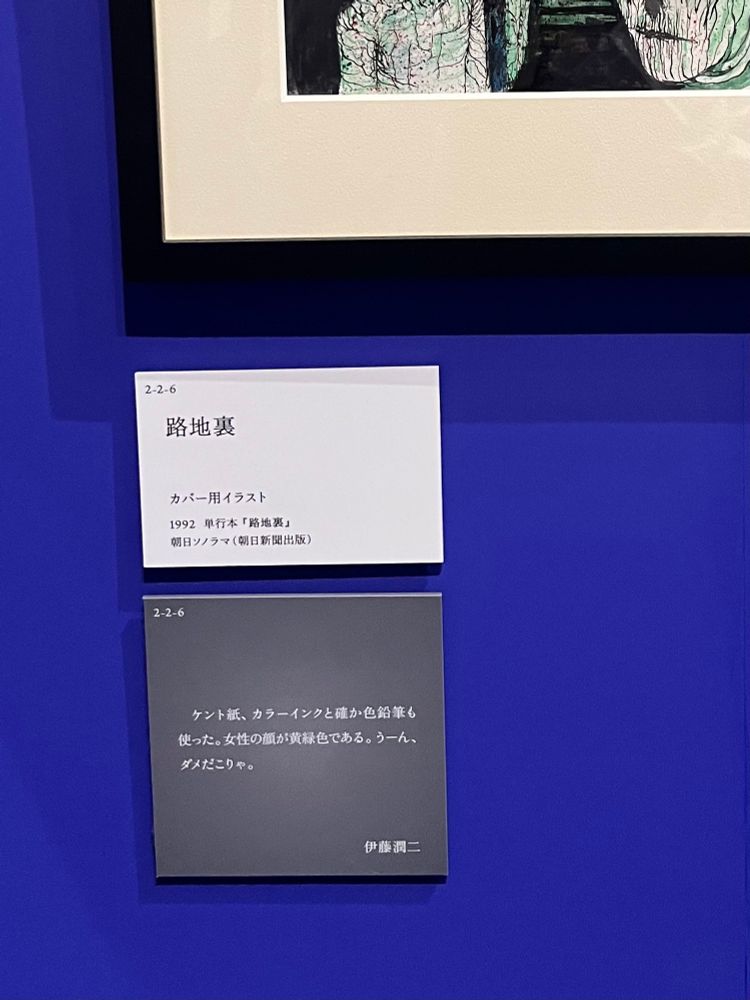 2-2-6
路地裏
カバー用イラスト
1992 単行本『路地裏』
朝日ソノラマ(朝日新聞出版)
2-2-6
ケント紙、カラーインクと確か色鉛筆も
使った。女性の顔が黄緑色である。うーん、
ダメだこりゃ。
伊藤潤二